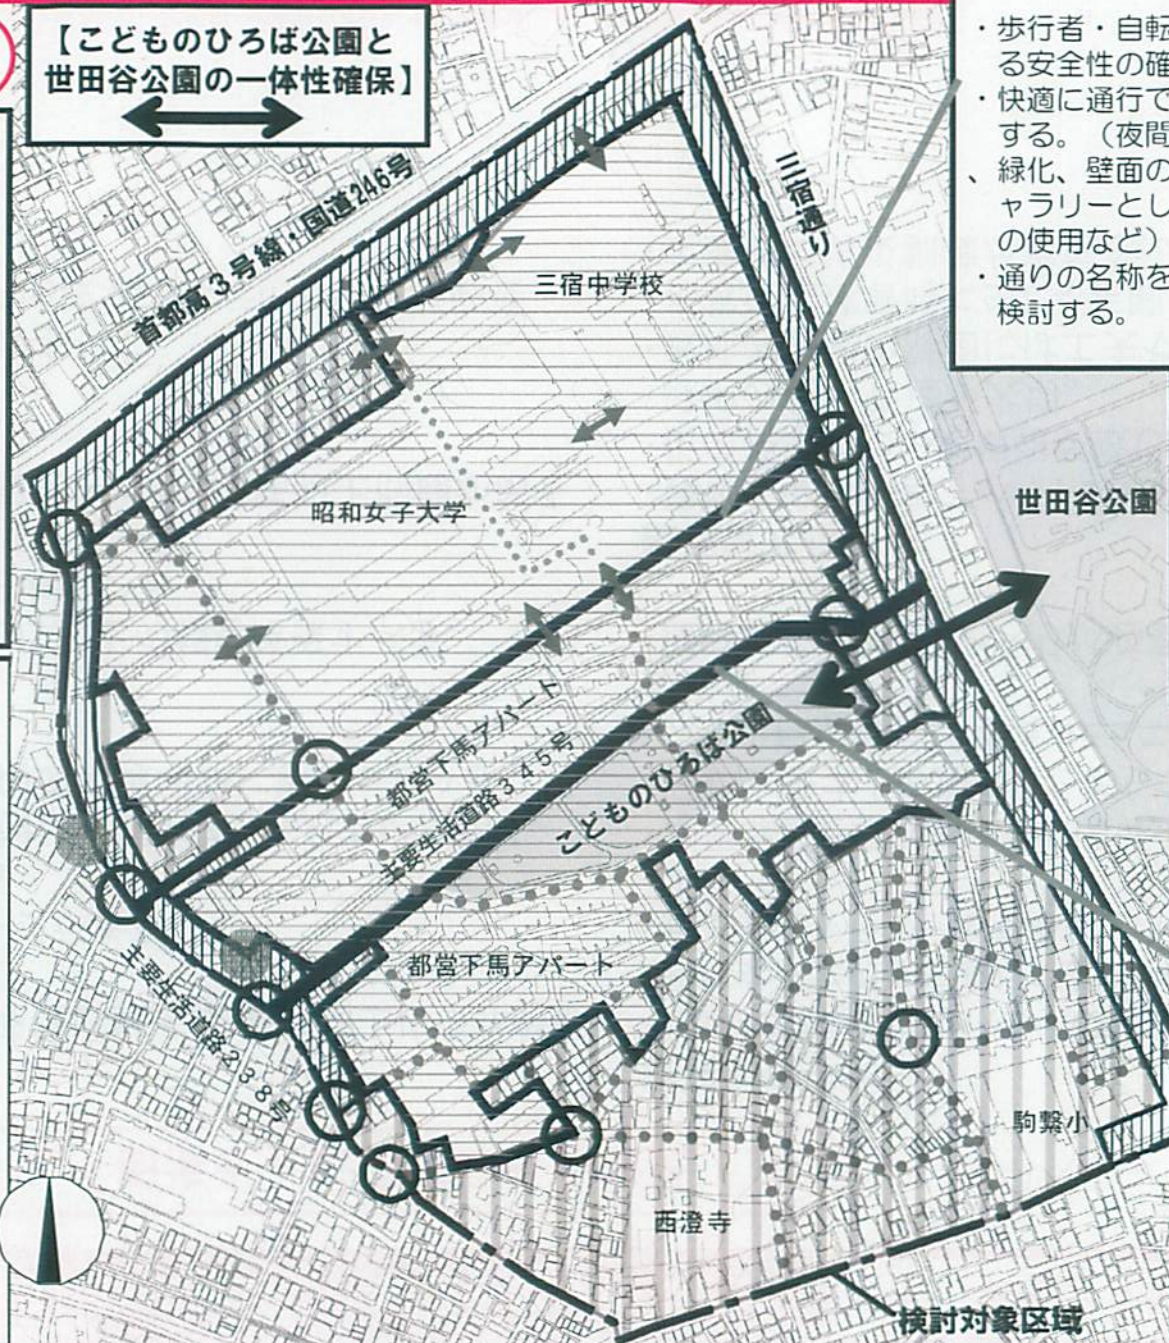 【こどものひろば公園と
世田谷公園の一体性確保】
・歩行者・自転
る安全性の確
・快適に通行で
する。（夜間
、緑化、壁面の
ャラリーとし
の使用など）
・通りの名称を
検討する。
三宿通り
首都高3号線・国道246号
三宿中学校
昭和女子大学
世田谷公園
都営下馬アパート
主要生活道路345号
こどものひろば公園
都営下馬アパート
主要生活道路238号
駒繋小
西澄寺
検討対象区域